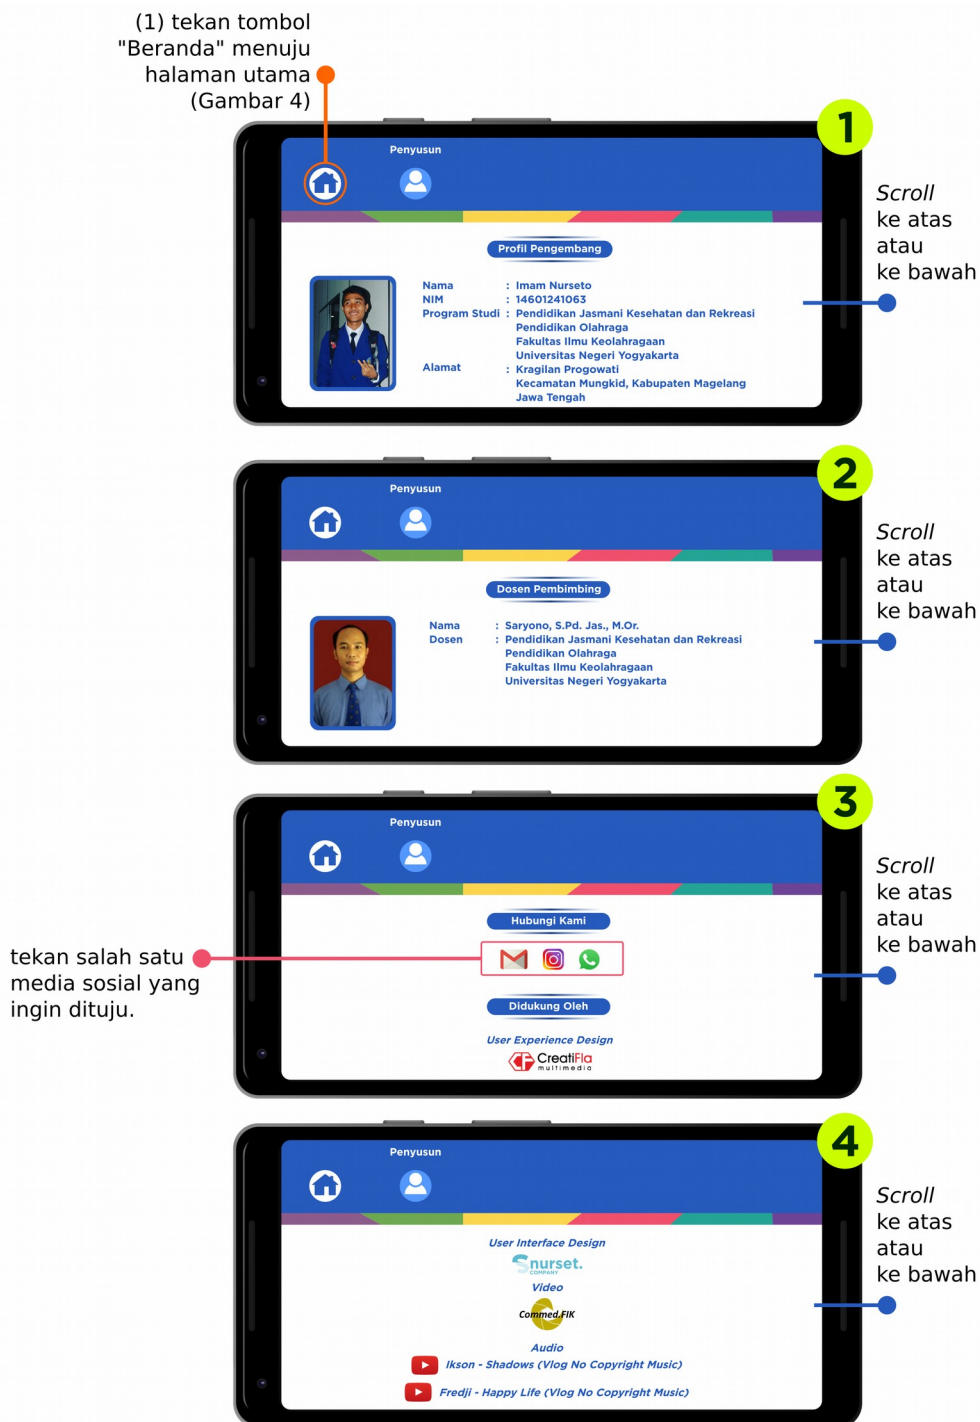 (1) tekan tombol
"Beranda" menuju
halaman utama
(Gambar 4)
1
Penyusun
Scroll
ke atas
atau
ke bawah
Profil Pengembang
Nama : Imam Nurseto
NIM : 14601241063
Program Studi : Pendidikan Jasmani Kesehatan dan Rekreasi
Pendidikan Olahraga
Fakultas Ilmu Keolahragaan
Universitas Negeri Yogyakarta
Alamat : Kragilan Progowati
Kecamatan Mungkid, Kabupaten Magelang
Jawa Tengah
2
Penyusun
Scroll
ke atas
atau
ke bawah
Dosen Pembimbing
Nama : Saryono, S.Pd. Jas., M.Or.
Dosen : Pendidikan Jasmani Kesehatan dan Rekreasi
Pendidikan Olahraga
Fakultas Ilmu Keolahragaan
Universitas Negeri Yogyakarta
3
Penyusun
Scroll
ke atas
atau
ke bawah
Hubungi Kami
tekan salah satu
media sosial yang
ingin dituju.
Didukung Oleh
User Experience Design
CreatiFla
multimedia
4
Penyusun
Scroll
ke atas
atau
ke bawah
User Interface Design
Snurset.
COMPANY
Video
Commed.FIK
Audio
Ikson - Shadows (Vlog No Copyright Music)
Fredji - Happy Life (Vlog No Copyright Music)